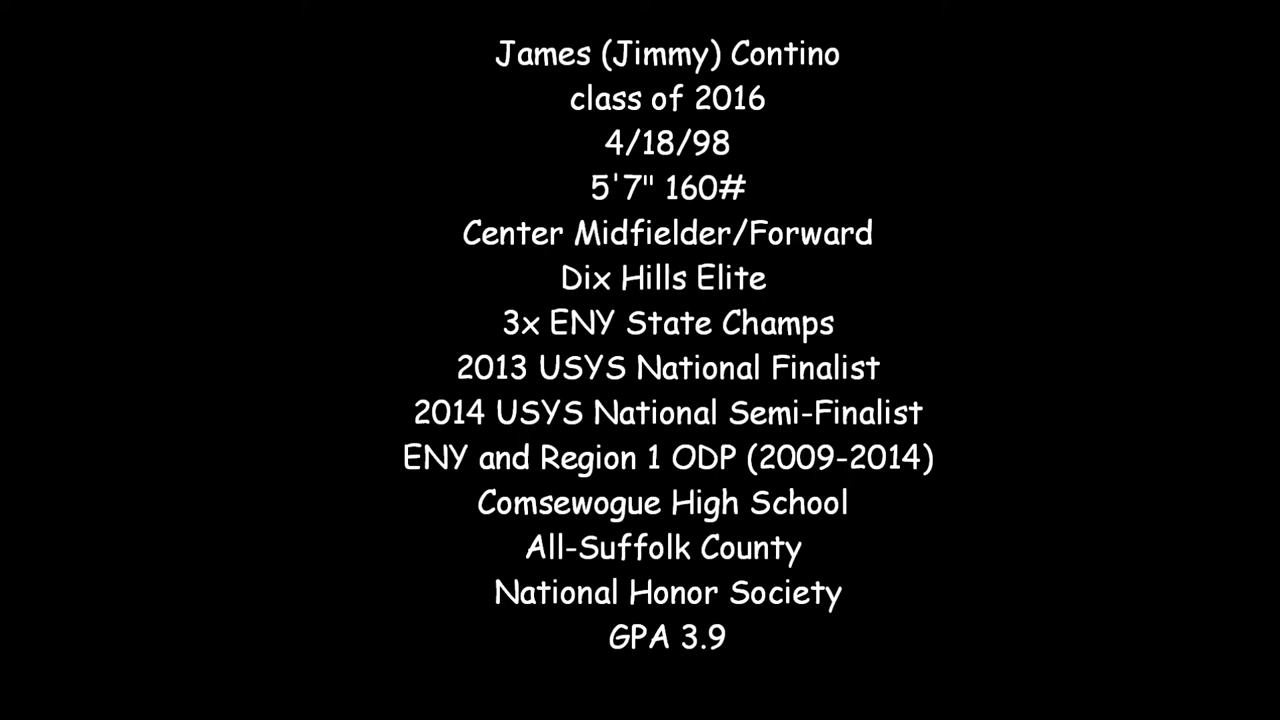 James (Jimmy) Contino
class of 2016
4/18/98
5'7" 160#
Center Midfielder/Forward
Dix Hills Elite
3x ENY State Champs
2013 USYS National Finalist
2014 USYS National Semi-Finalist
ENY and Region 1 ODP (2009-2014)
Comsewogue High School
All-Suffolk County
National Honor Society
GPA 3.9